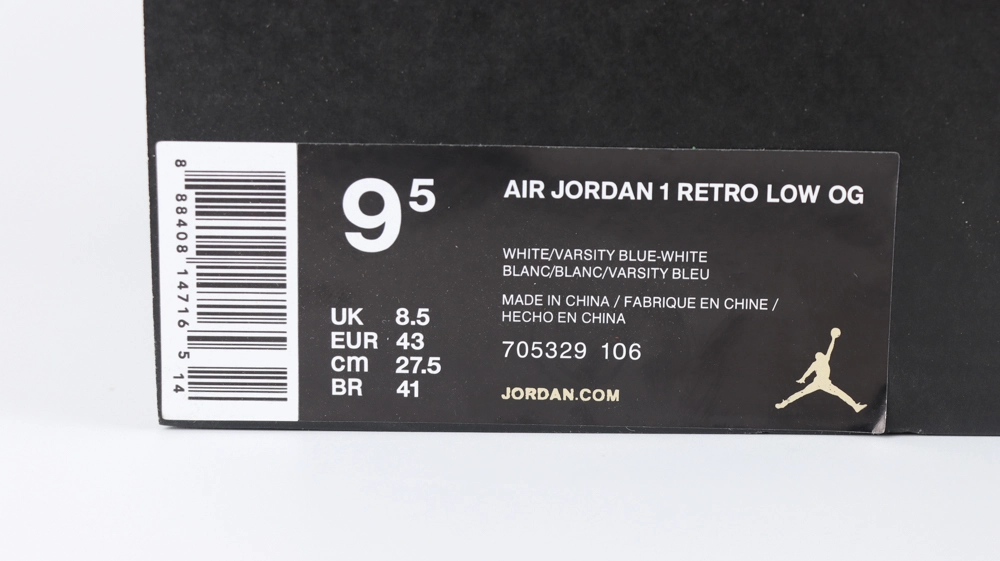 8 88408 14716 5 14
9 5
UK 8.5
EUR 43
cm 27.5
BR 41
AIR JORDAN 1 RETRO LOW OG
WHITE/VARSITY BLUE-WHITE
BLANC/BLANC/VARSITY BLEU
MADE IN CHINA / FABRIQUE EN CHINE /
HECHO EN CHINA
705329 106
JORDAN.COM